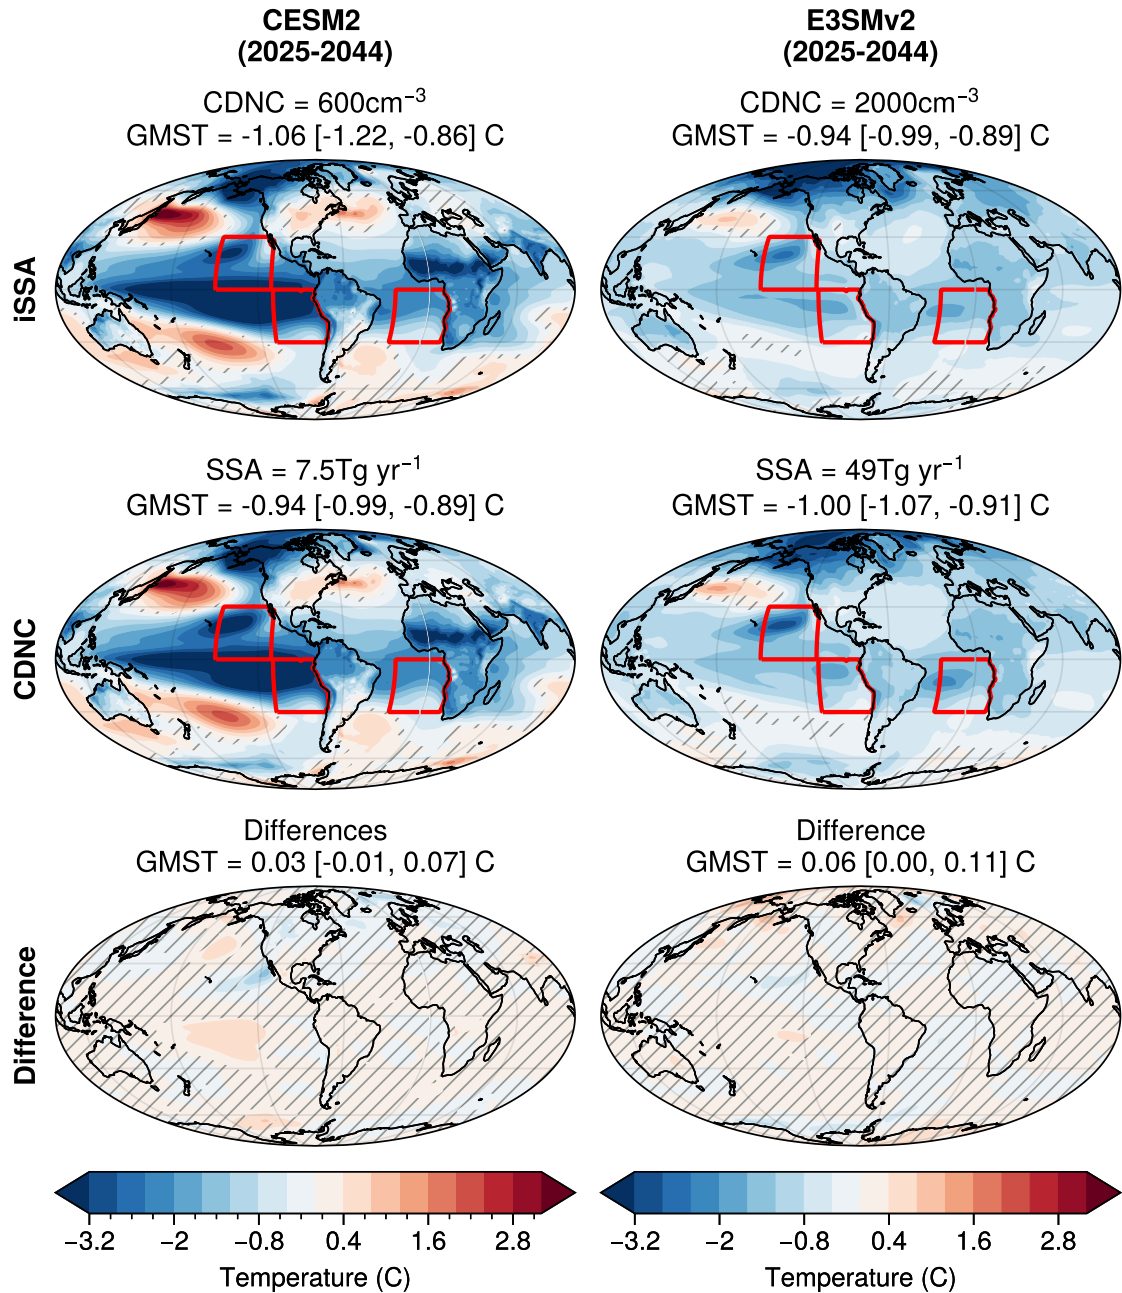 CESM2
(2025-2044)
E3SMv2
(2025-2044)
CDNC = 600cm⁻³
GMST = -1.06 [-1.22, -0.86] C
CDNC = 2000cm⁻³
GMST = -0.94 [-0.99, -0.89] C
iSSA
SSA = 7.5Tg yr⁻¹
GMST = -0.94 [-0.99, -0.89] C
SSA = 49Tg yr⁻¹
GMST = -1.00 [-1.07, -0.91] C
CDNC
Differences
GMST = 0.03 [-0.01, 0.07] C
Difference
GMST = 0.06 [0.00, 0.11] C
Difference
−3.2 −2 −0.8 0.4 1.6 2.8
Temperature (C)
−3.2 −2 −0.8 0.4 1.6 2.8
Temperature (C)